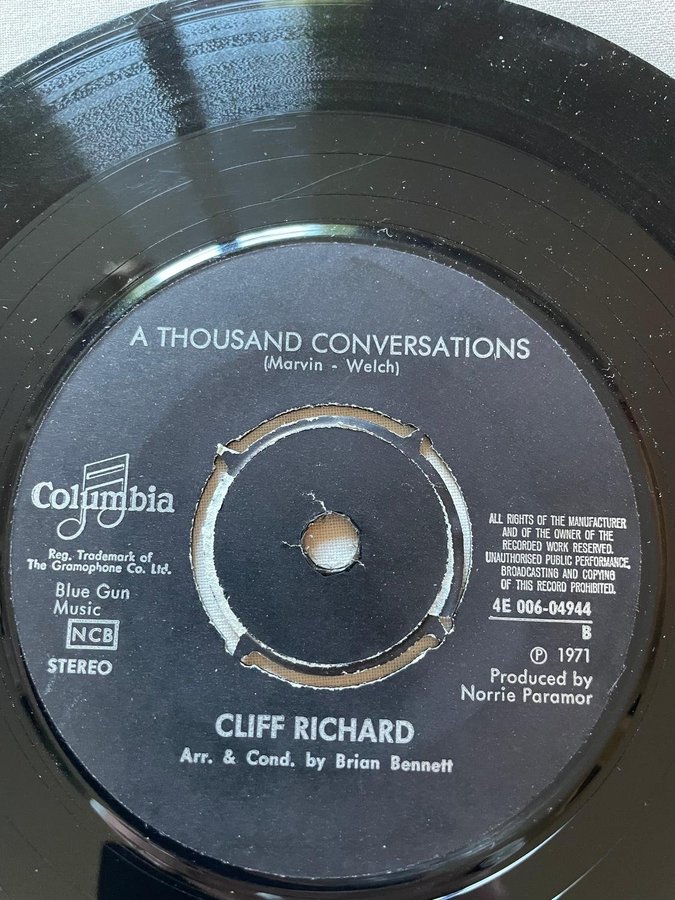 A THOUSAND CONVERSATIONS
(Marvin - Welch)
Columbia
Reg. Trademark of
The Gramophone Co. Ltd.
Blue Gun
Music
NCB
STEREO
ALL RIGHTS OF THE MANUFACTURER
AND OF THE OWNER OF THE
RECORDED WORK RESERVED.
UNAUTHORISED PUBLIC PERFORMANCE,
BROADCASTING AND COPYING
OF THIS RECORD PROHIBITED.
4E 006-04944
B
℗ 1971
Produced by
Norrie Paramor
CLIFF RICHARD
Arr. & Cond. by Brian Bennett